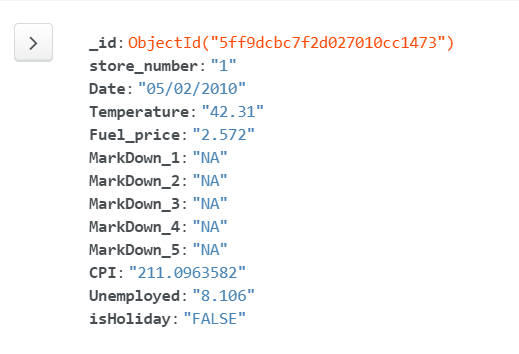 _id: ObjectId("5ff9dcbc7f2d027010cc1473")
store_number: "1"
Date: "05/02/2010"
Temperature: "42.31"
Fuel_price: "2.572"
MarkDown_1: "NA"
MarkDown_2: "NA"
MarkDown_3: "NA"
MarkDown_4: "NA"
MarkDown_5: "NA"
CPI: "211.0963582"
Unemployed: "8.106"
isHoliday: "FALSE"